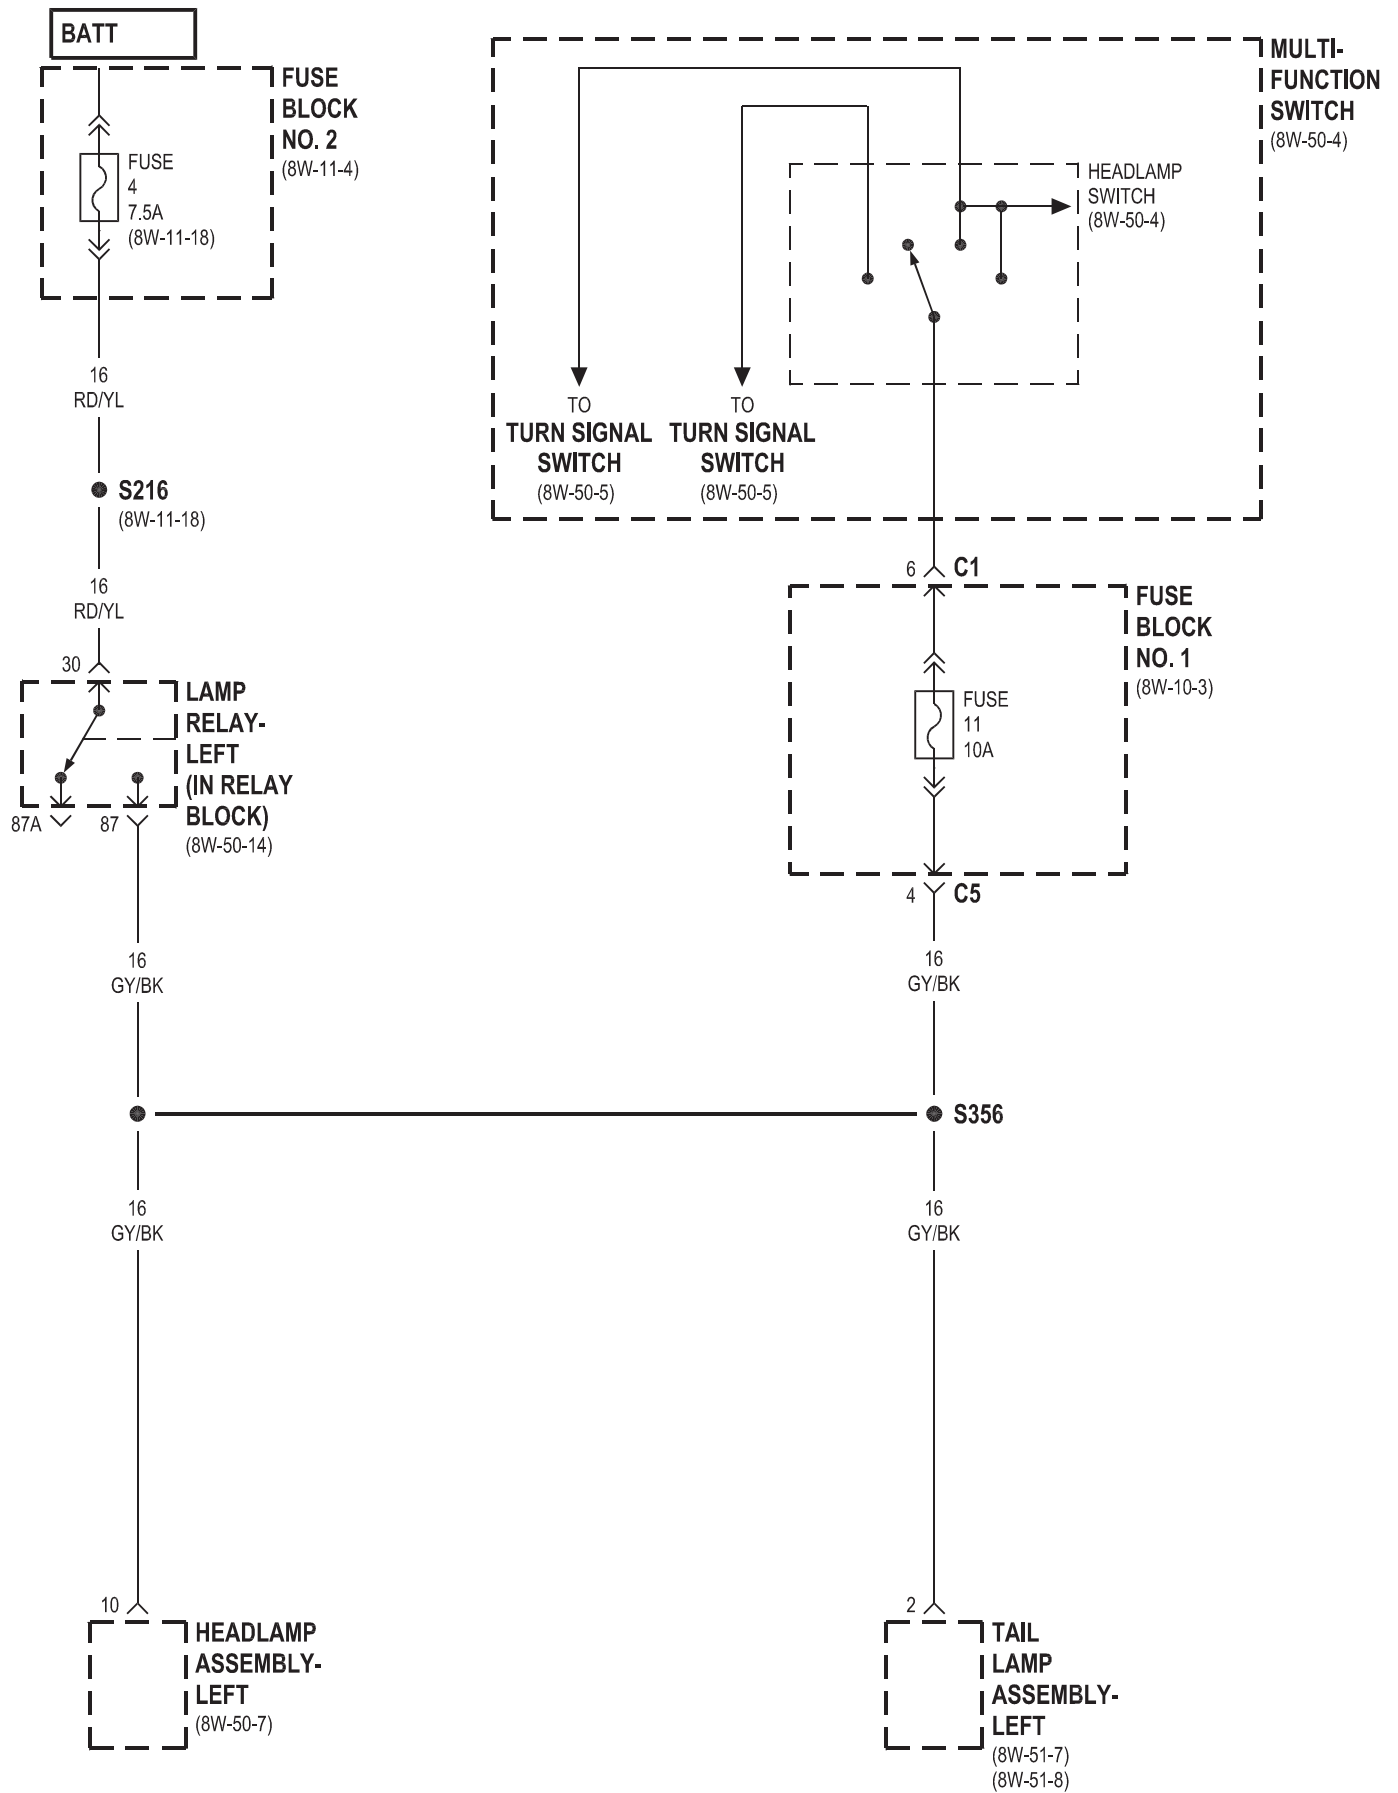 BATT
FUSE
BLOCK
NO. 2
(8W-11-4)
FUSE
4
7.5A
(8W-11-18)
16
RD/YL
S216
(8W-11-18)
16
RD/YL
30
LAMP
RELAY-
LEFT
(IN RELAY
BLOCK)
(8W-50-14)
87A
87
16
GY/BK
16
GY/BK
10
HEADLAMP
ASSEMBLY-
LEFT
(8W-50-7)
MULTI-
FUNCTION
SWITCH
(8W-50-4)
HEADLAMP
SWITCH
(8W-50-4)
TO
TURN SIGNAL
SWITCH
(8W-50-5)
TO
TURN SIGNAL
SWITCH
(8W-50-5)
6
C1
FUSE
BLOCK
NO. 1
(8W-10-3)
FUSE
11
10A
4
C5
16
GY/BK
S356
16
GY/BK
2
TAIL
LAMP
ASSEMBLY-
LEFT
(8W-51-7)
(8W-51-8)